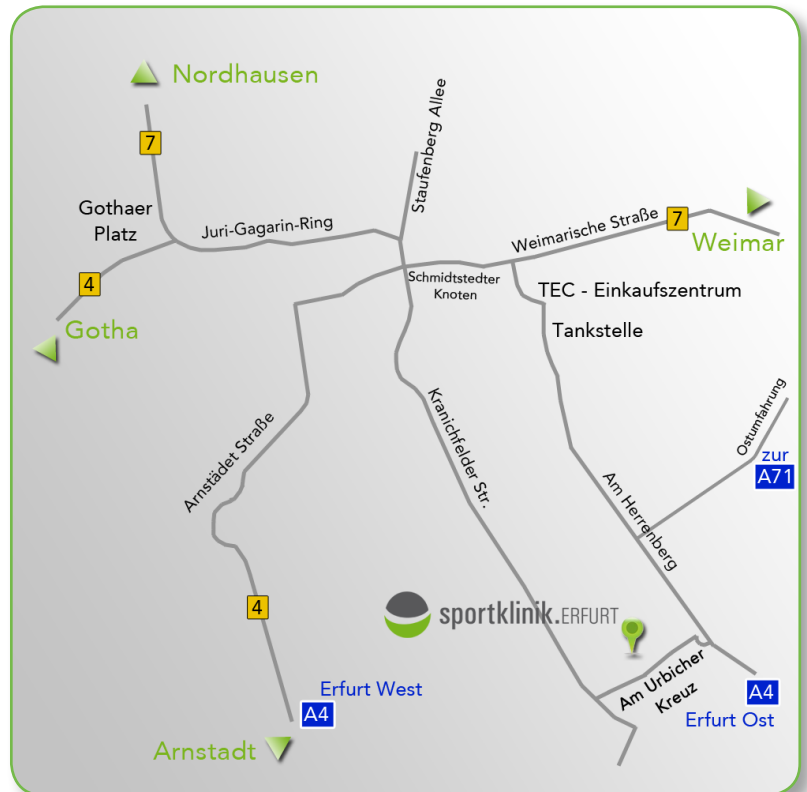 Nordhausen
7
Staufenberg Allee
Gothaer
Platz
Juri-Gagarin-Ring
Weimarische Straße
7
Weimar
4
Gotha
Schmidtstedter
Knoten
TEC - Einkaufszentrum
Tankstelle
Ostumfahrung
Kranichfelder Str.
Arnstädet Straße
zur
A71
Am Herrenberg
4
sportklinik.ERFURT
Am Urbicher
Kreuz
Erfurt West
A4
A4
Erfurt Ost
Arnstadt